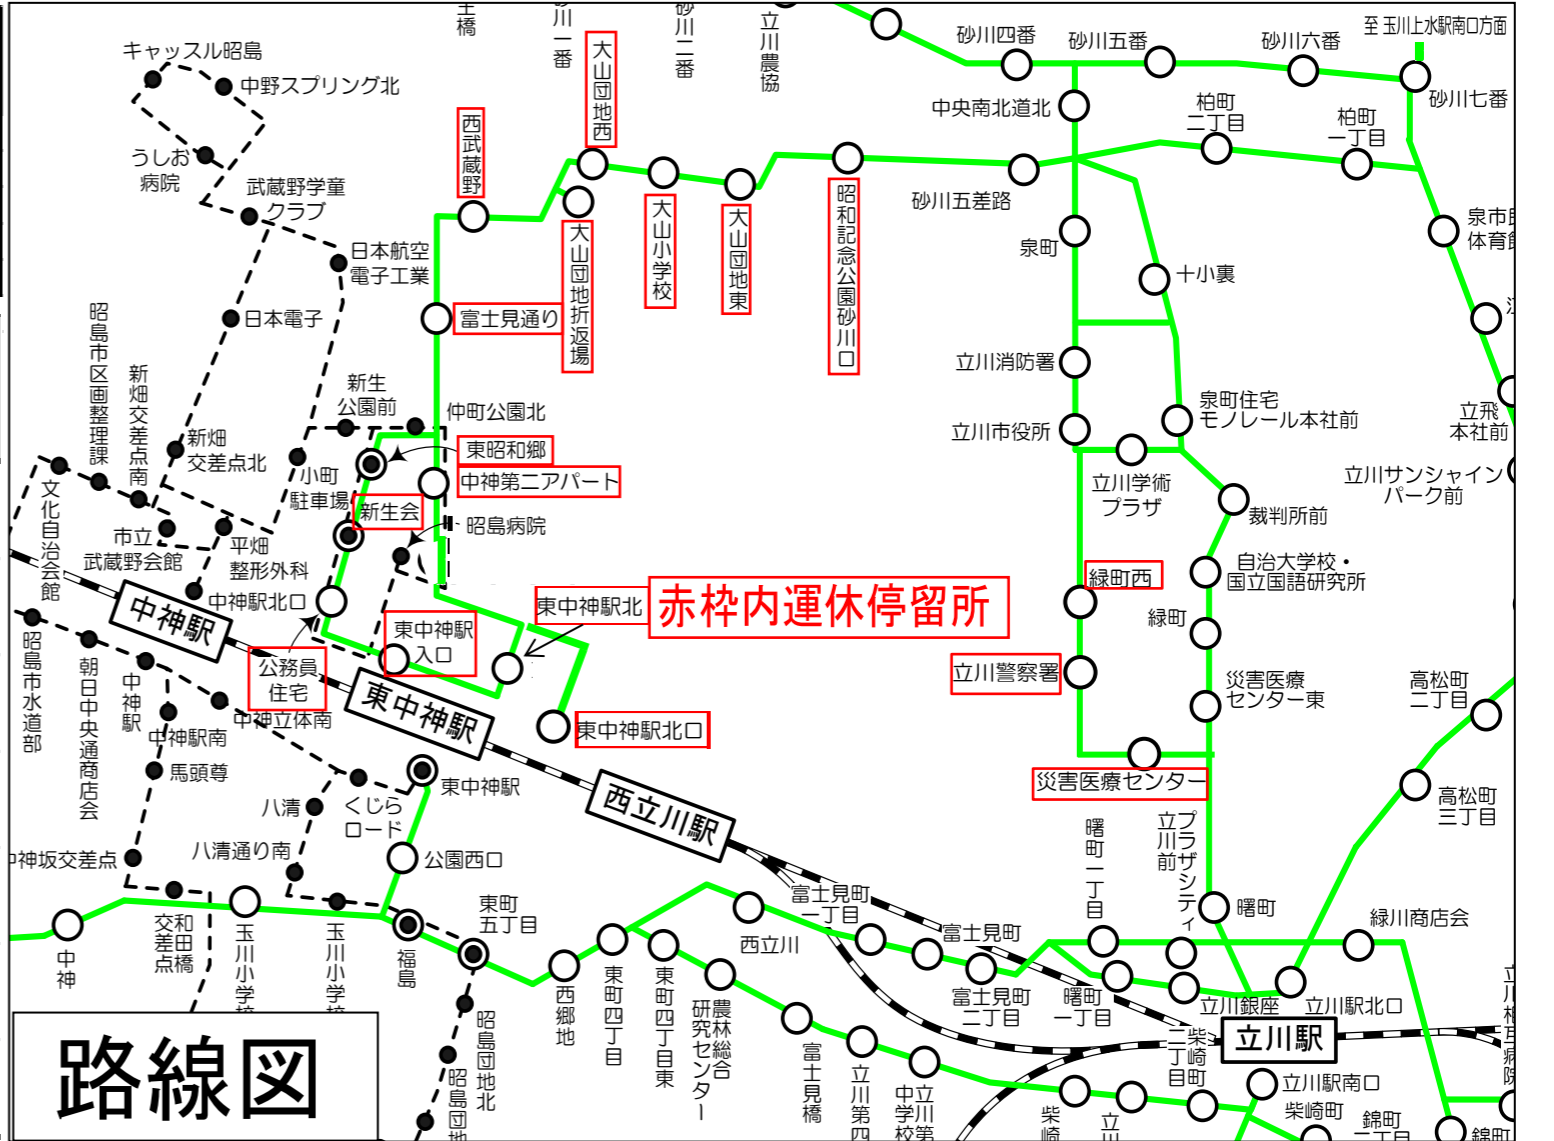 砂川四番
砂川五番
砂川六番
至 玉川上水駅南口方面
砂川七番
立川農協
砂川二番
キャッスル昭島
中野スプリング北
うしお
病院
武蔵野学童
クラブ
日本航空
電子工業
日本電子
大山団地西
西武蔵野
大山団地折返場
大山小学校
大山団地東
昭和記念公園砂川口
富士見通り
中央南北道北
柏町
二丁目
柏町
一丁目
砂川五差路
泉町
十小裏
立川消防署
立川市役所
泉町住宅
モノレール本社前
立飛
本社前
立川サンシャイン
パーク前
立川学術
プラザ
裁判所前
自治大学校・
国立国語研究所
緑町西
緑町
立川警察署
災害医療
センター東
災害医療センター
高松町
二丁目
高松町
三丁目
昭島市区画整理課
新畑交差点南
新畑
交差点北
新生
公園前
仲町公園北
東昭和郷
中神第二アパート
小町
駐車場
新生会
昭島病院
文化自治会館
市立
武蔵野会館
平畑
整形外科
中神駅北口
中神駅
東中神駅北
赤枠内運休停留所
東中神駅
入口
公務員
住宅
東中神駅
東中神駅北口
昭島市水道部
朝日中央通商店会
中神駅
中神立体南
中神駅南
馬頭尊
八清
くじら
ロード
東中神駅
西立川駅
八清通り南
公園西口
中神坂交差点
曙町一丁目
プラザシティ
立川前
曙町
緑川商店会
中神
和田橋
交差点
玉川小学校
玉川小学校
福島
東町
五丁目
西郷地
東町四丁目
東町四丁目東
農林総合
研究センター
西立川
富士見町
一丁目
富士見町
富士見町
二丁目
曙町
一丁目
立川銀座
立川駅北口
立川駅
立川駅南口
富士見橋
柴崎町
二丁目
柴崎町
錦町
昭島団地北
路線図